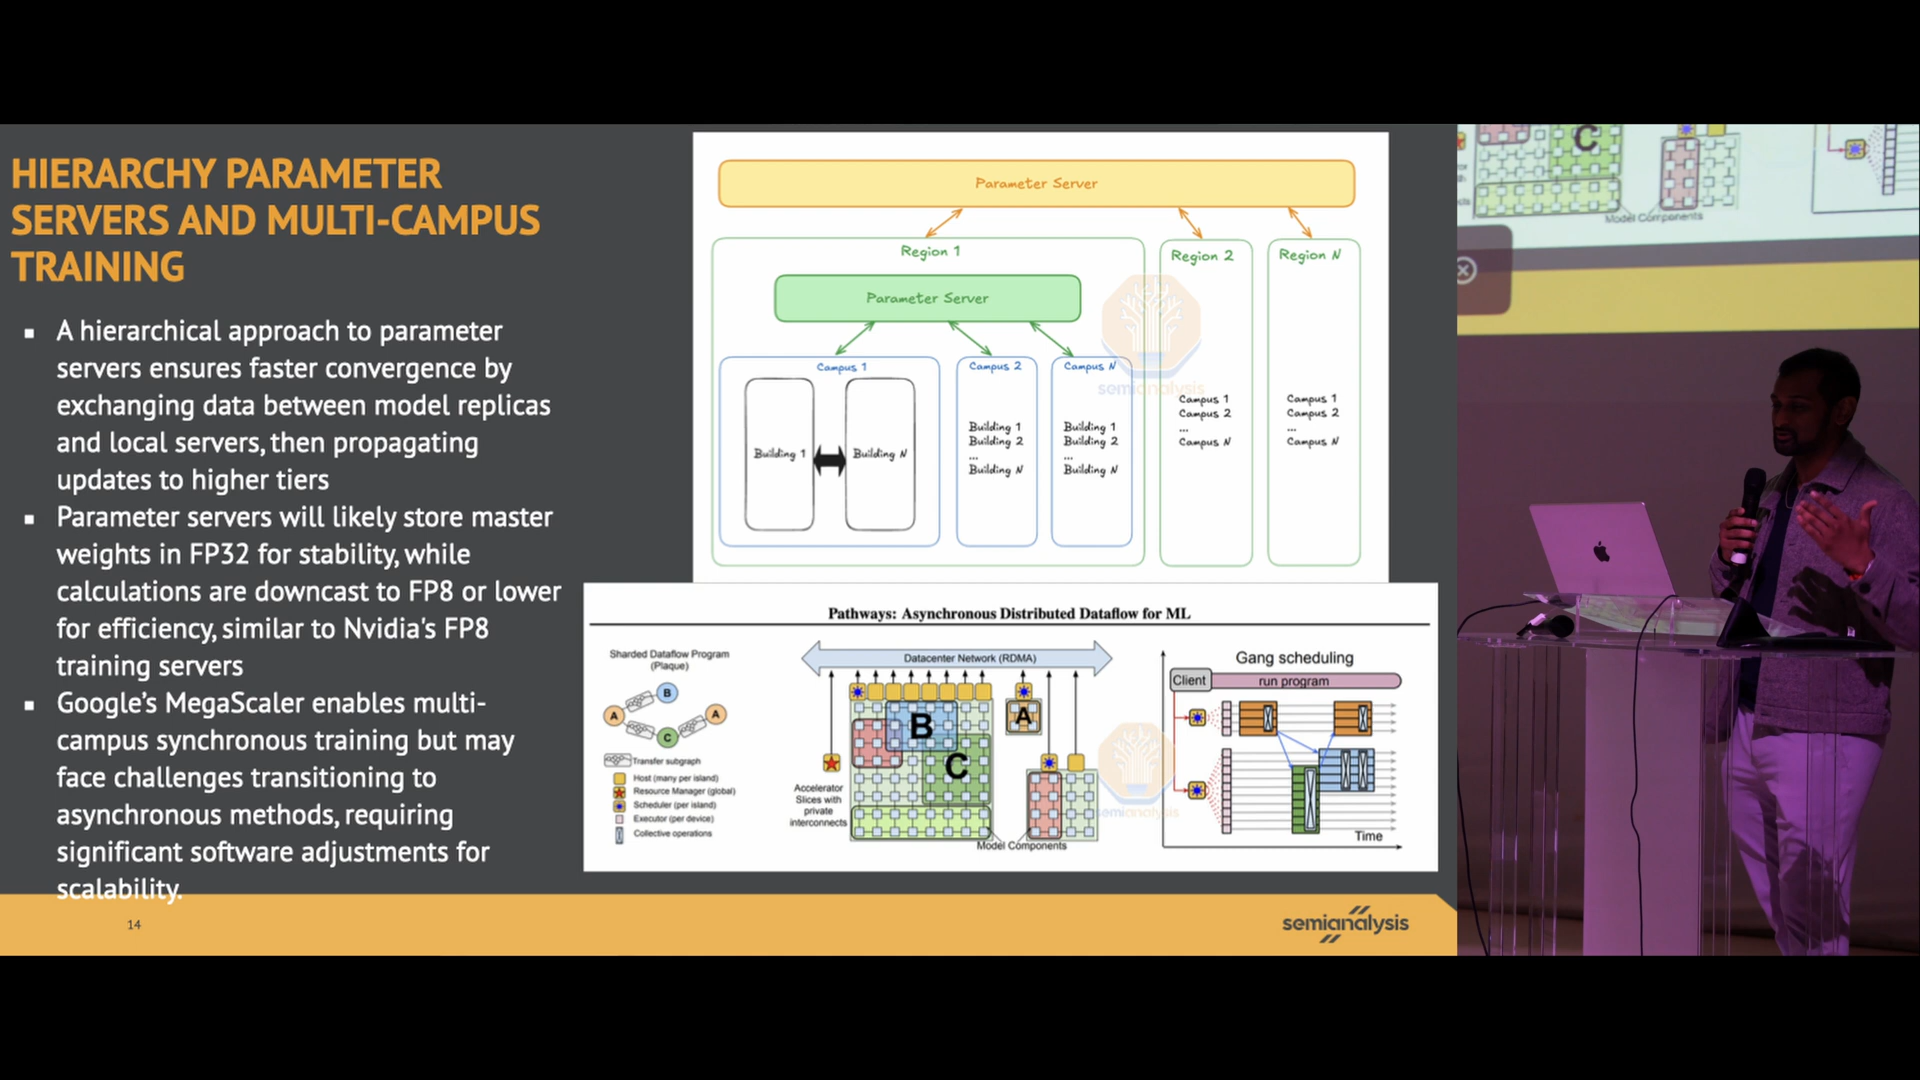 HIERARCHY PARAMETER
SERVERS AND MULTI-CAMPUS
TRAINING
▪ A hierarchical approach to parameter
servers ensures faster convergence by
exchanging data between model replicas
and local servers, then propagating
updates to higher tiers
▪ Parameter servers will likely store master
weights in FP32 for stability, while
calculations are downcast to FP8 or lower
for efficiency, similar to Nvidia's FP8
training servers
▪ Google’s MegaScaler enables multi-
campus synchronous training but may
face challenges transitioning to
asynchronous methods, requiring
significant software adjustments for
scalability.
14
Parameter Server
Region 1
Region 2
Region N
Parameter Server
Campus 1
Campus 2
Campus N
Building 1
Building N
Building 1
Building 2
...
Building N
Building 1
Building 2
...
Building N
Campus 1
Campus 2
...
Campus N
Campus 1
Campus 2
...
Campus N
semianalysis
Pathways: Asynchronous Distributed Dataflow for ML
Sharded Dataflow Program
(Plaque)
B
A
A
C
Transfer subgraph
Host (many per island)
Resource Manager (global)
Scheduler (per island)
Executor (per device)
Collective operations
Datacenter Network (RDMA)
B
A
C
Accelerator
Slices with
private
interconnects
Model Components
Gang scheduling
Client
run program
Time
semianalysis
semianalysis
C
Model Components